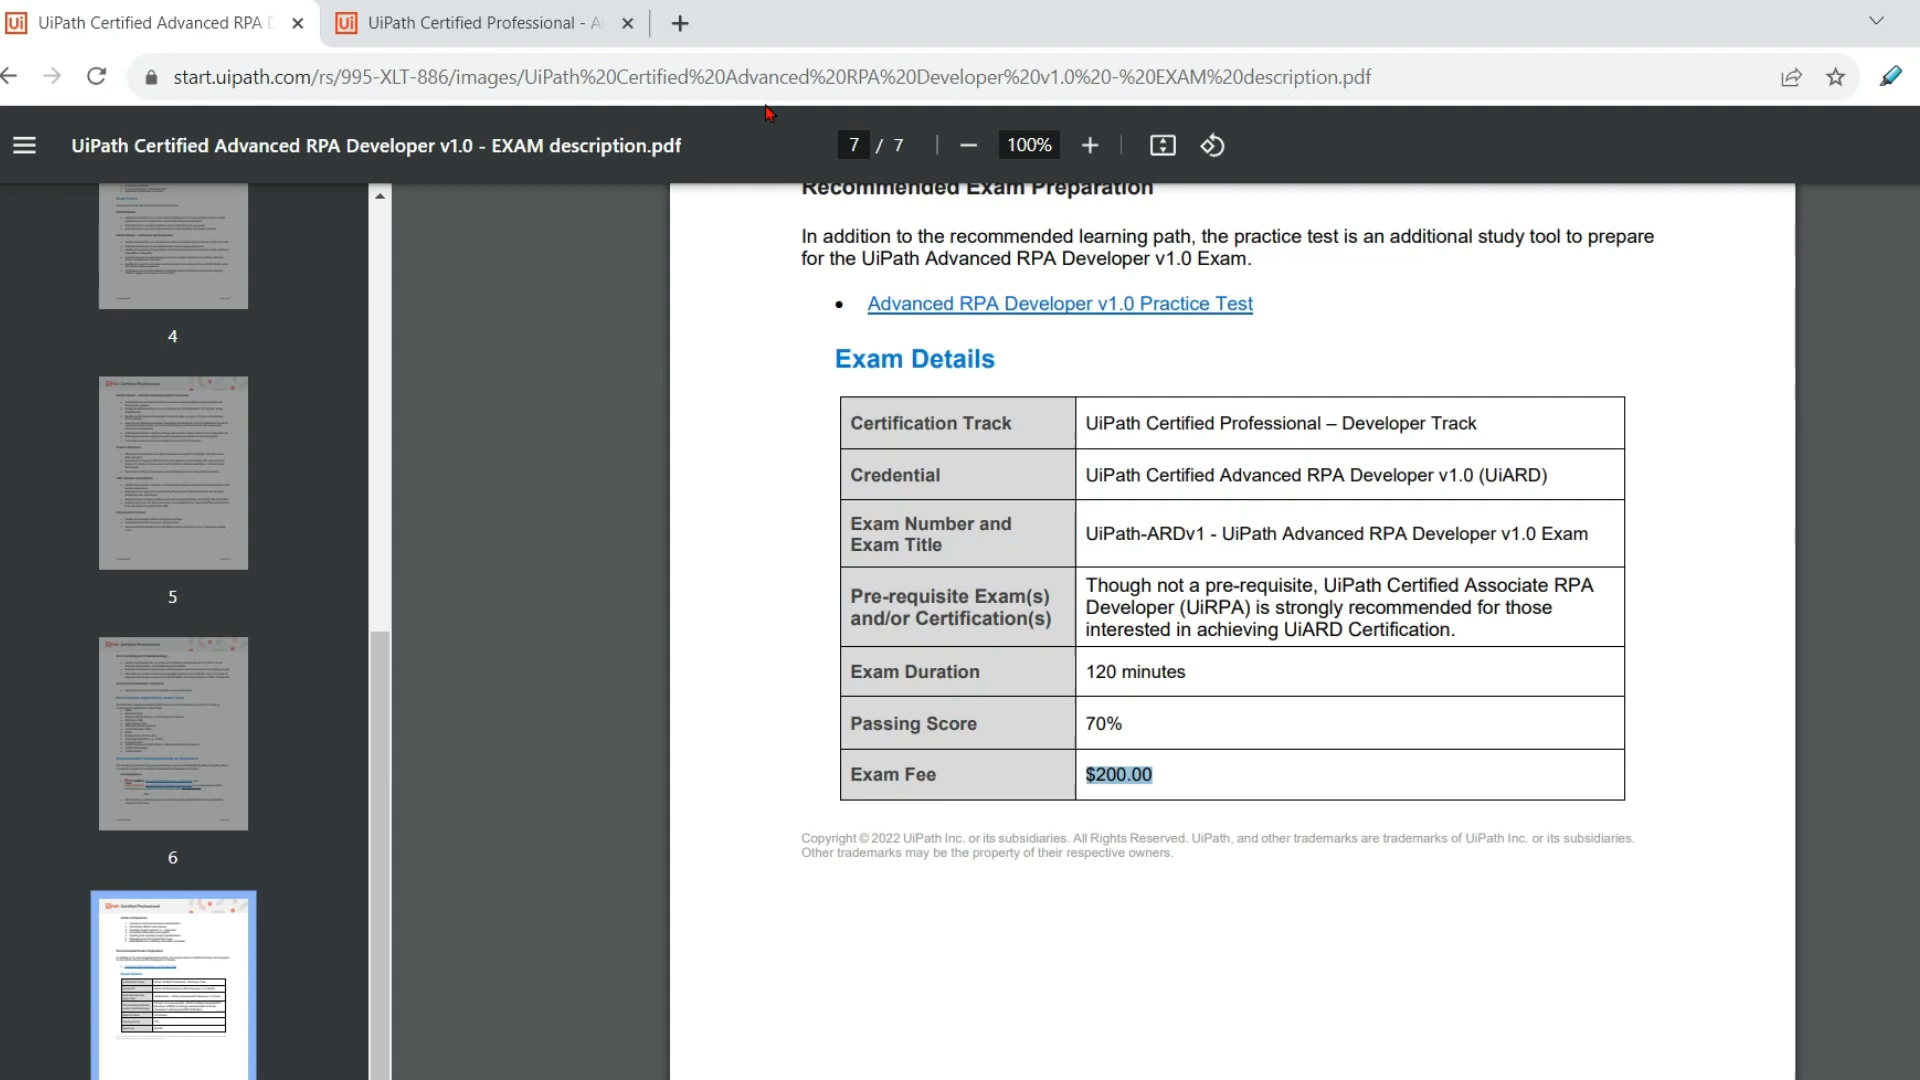 Ui UiPath Certified Advanced RPA D
Ui UiPath Certified Professional - A
start.uipath.com/rs/995-XLT-886/images/UiPath%20Certified%20Advanced%20RPA%20Developer%20v1.0%20-%20EXAM%20description.pdf
UiPath Certified Advanced RPA Developer v1.0 - EXAM description.pdf
7 / 7
100%
4
5
6
Recommended Exam Preparation
In addition to the recommended learning path, the practice test is an additional study tool to prepare
for the UiPath Advanced RPA Developer v1.0 Exam.
• Advanced RPA Developer v1.0 Practice Test
Exam Details
Certification Track
UiPath Certified Professional – Developer Track
Credential
UiPath Certified Advanced RPA Developer v1.0 (UiARD)
Exam Number and
Exam Title
UiPath-ARDv1 - UiPath Advanced RPA Developer v1.0 Exam
Pre-requisite Exam(s)
and/or Certification(s)
Though not a pre-requisite, UiPath Certified Associate RPA
Developer (UiRPA) is strongly recommended for those
interested in achieving UiARD Certification.
Exam Duration
120 minutes
Passing Score
70%
Exam Fee
$200.00
Copyright © 2022 UiPath Inc. or its subsidiaries. All Rights Reserved. UiPath, and other trademarks are trademarks of UiPath Inc. or its subsidiaries.
Other trademarks may be the property of their respective owners.